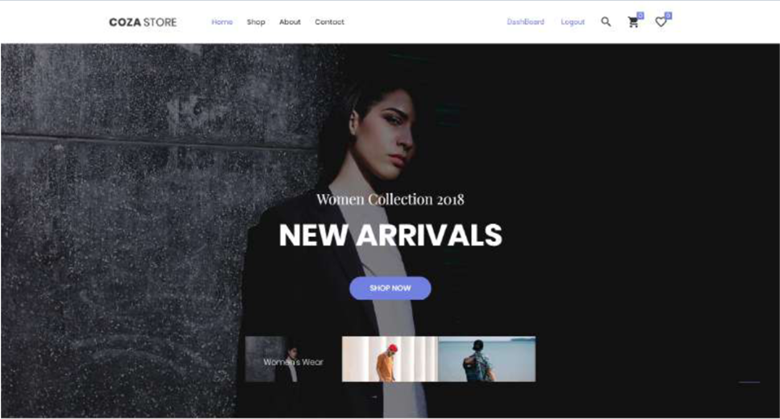 COZA STORE Home Shop About Contact DashBoard Logout 0 0
Women Collection 2018
NEW ARRIVALS
SHOP NOW
Women's Wear